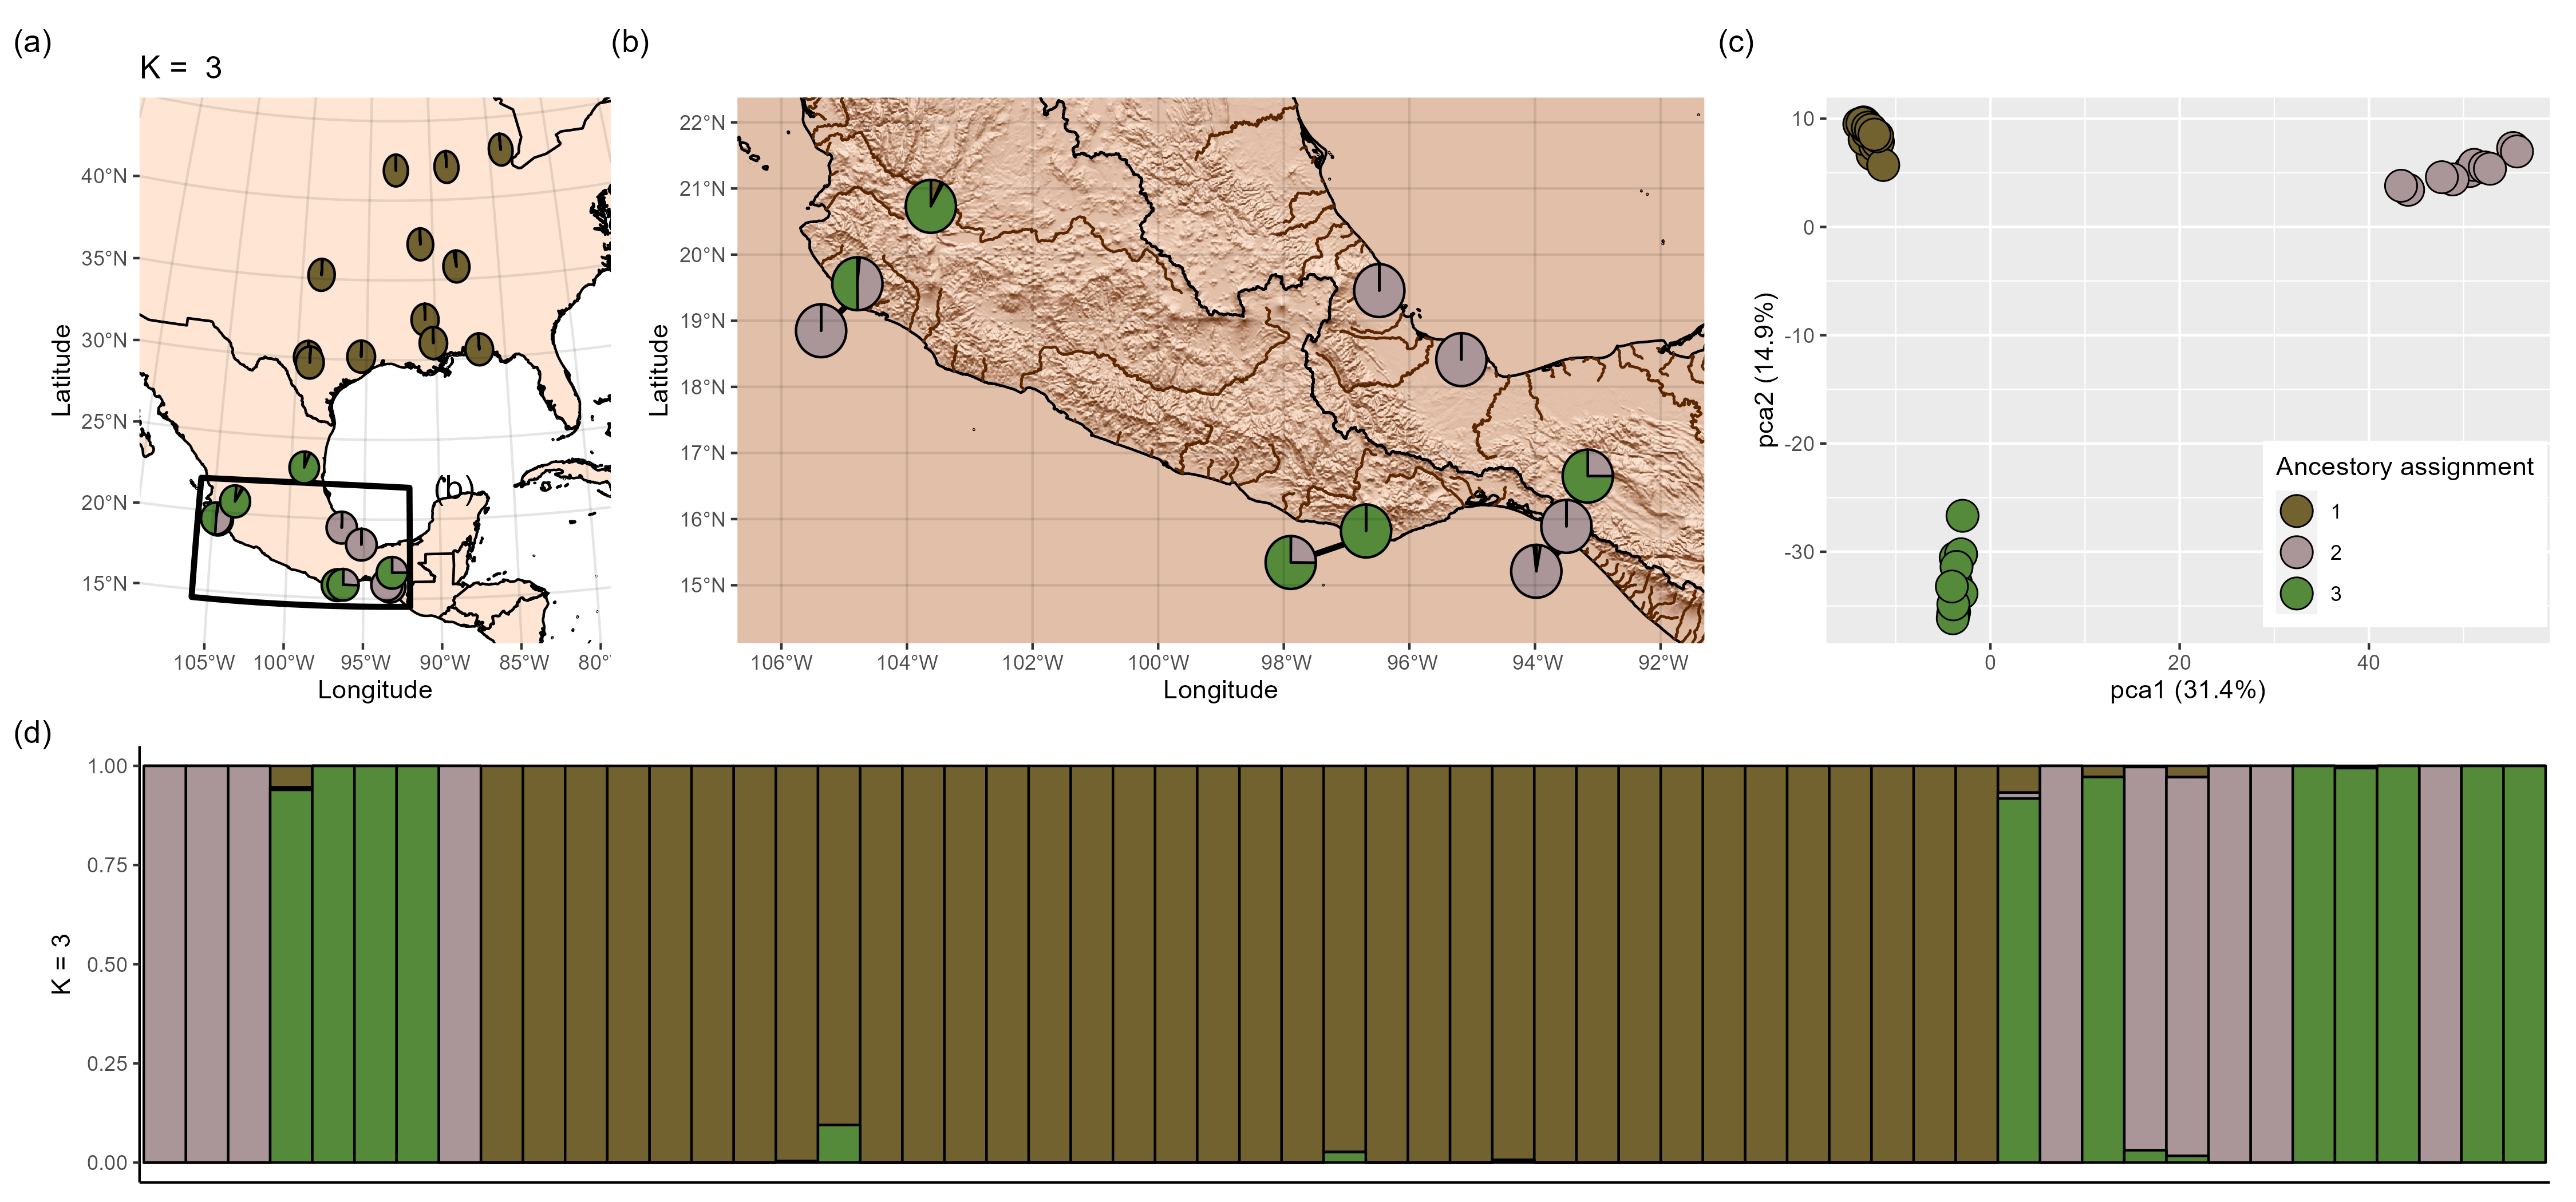 (a)
K = 3
40°N
35°N
30°N
25°N
20°N
15°N
Latitude
(b)
105°W 100°W 95°W 90°W 85°W 80°
Longitude
(b)
22°N
21°N
20°N
19°N
18°N
17°N
16°N
15°N
Latitude
106°W 104°W 102°W 100°W 98°W 96°W 94°W 92°W
Longitude
(c)
10
0
-10
-20
-30
pca2 (14.9%)
Ancestory assignment
1
2
3
0 20 40
pca1 (31.4%)
(d)
1.00
0.75
0.50
0.25
0.00
K = 3